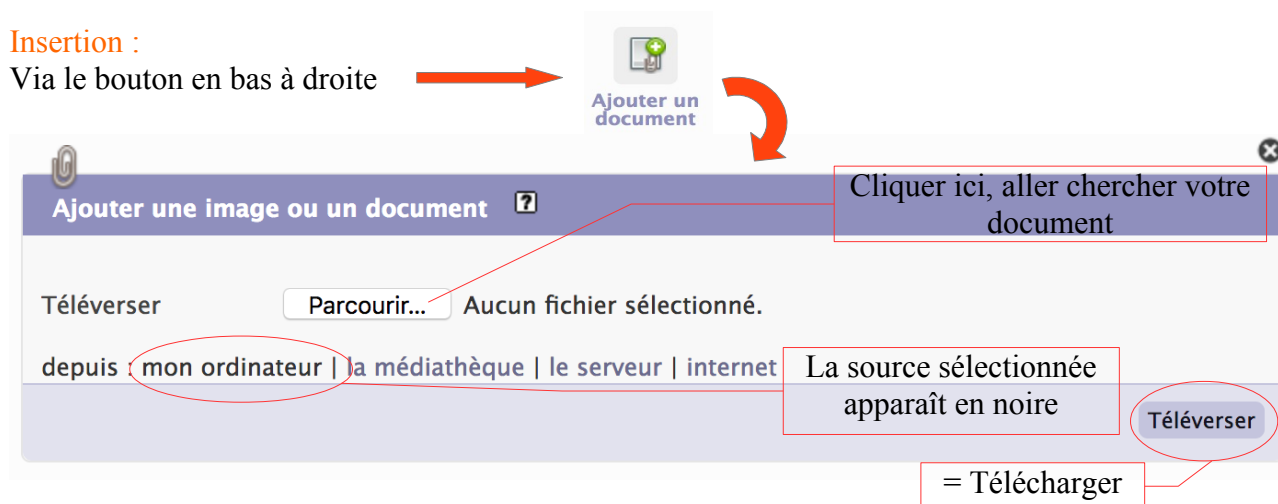 Insertion :
Via le bouton en bas à droite
Ajouter un
document
Cliquer ici, aller chercher votre
document
Ajouter une image ou un document ?
Téléverser Parcourir... Aucun fichier sélectionné.
depuis : mon ordinateur | la médiathèque | le serveur | internet
La source sélectionnée
apparaît en noire
Téléverser
= Télécharger